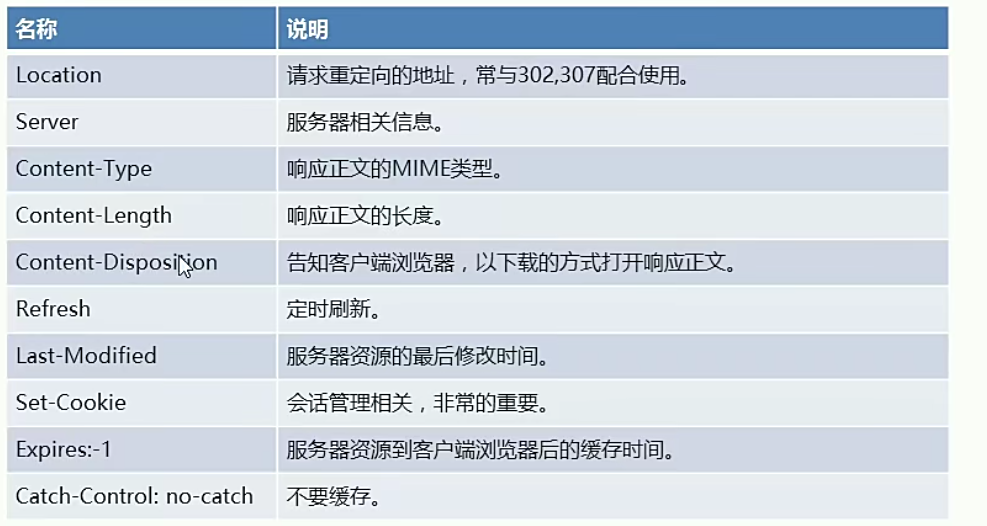 名称 说明
Location 请求重定向的地址，常与302,307配合使用。
Server 服务器相关信息。
Content-Type 响应正文的MIME类型。
Content-Length 响应正文的长度。
Content-Disposition 告知客户端浏览器，以下载的方式打开响应正文。
Refresh 定时刷新。
Last-Modified 服务器资源的最后修改时间。
Set-Cookie 会话管理相关，非常的重要。
Expires:-1 服务器资源到客户端浏览器后的缓存时间。
Catch-Control: no-catch 不要缓存。